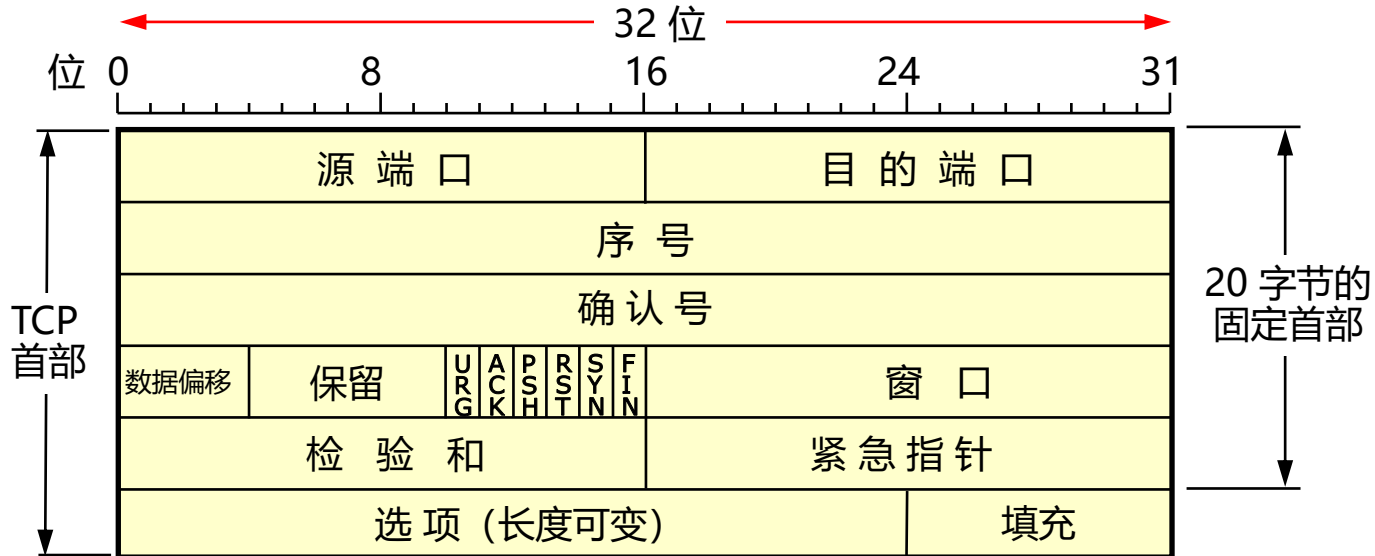 32 位
位 0 8 16 24 31
源 端 口 目 的 端 口
序 号
确 认 号
TCP
首部
20 字节的
固定首部
数据偏移 保留 URG ACK PSH RST SYN FIN 窗 口
检 验 和 紧 急 指 针
选 项 (长度可变) 填充